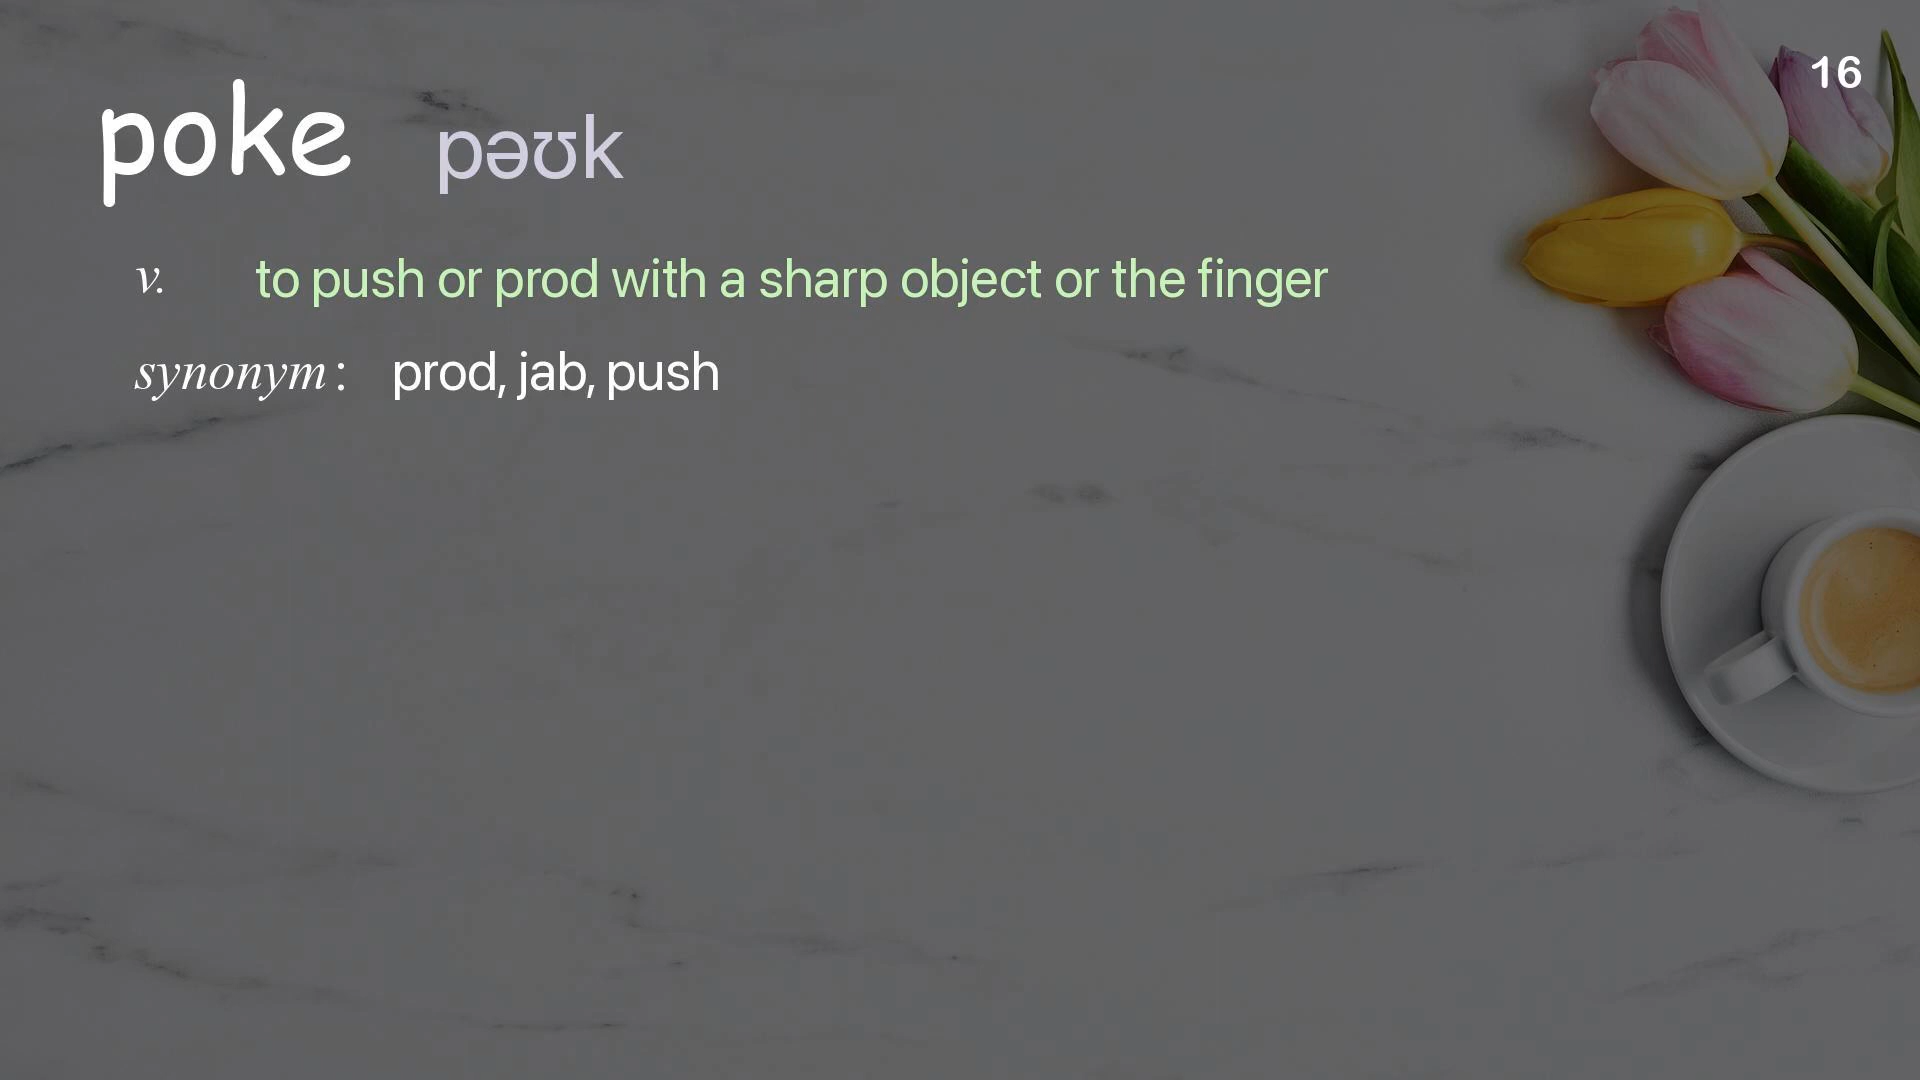 16
poke pəʊk
v. to push or prod with a sharp object or the finger
synonym : prod, jab, push